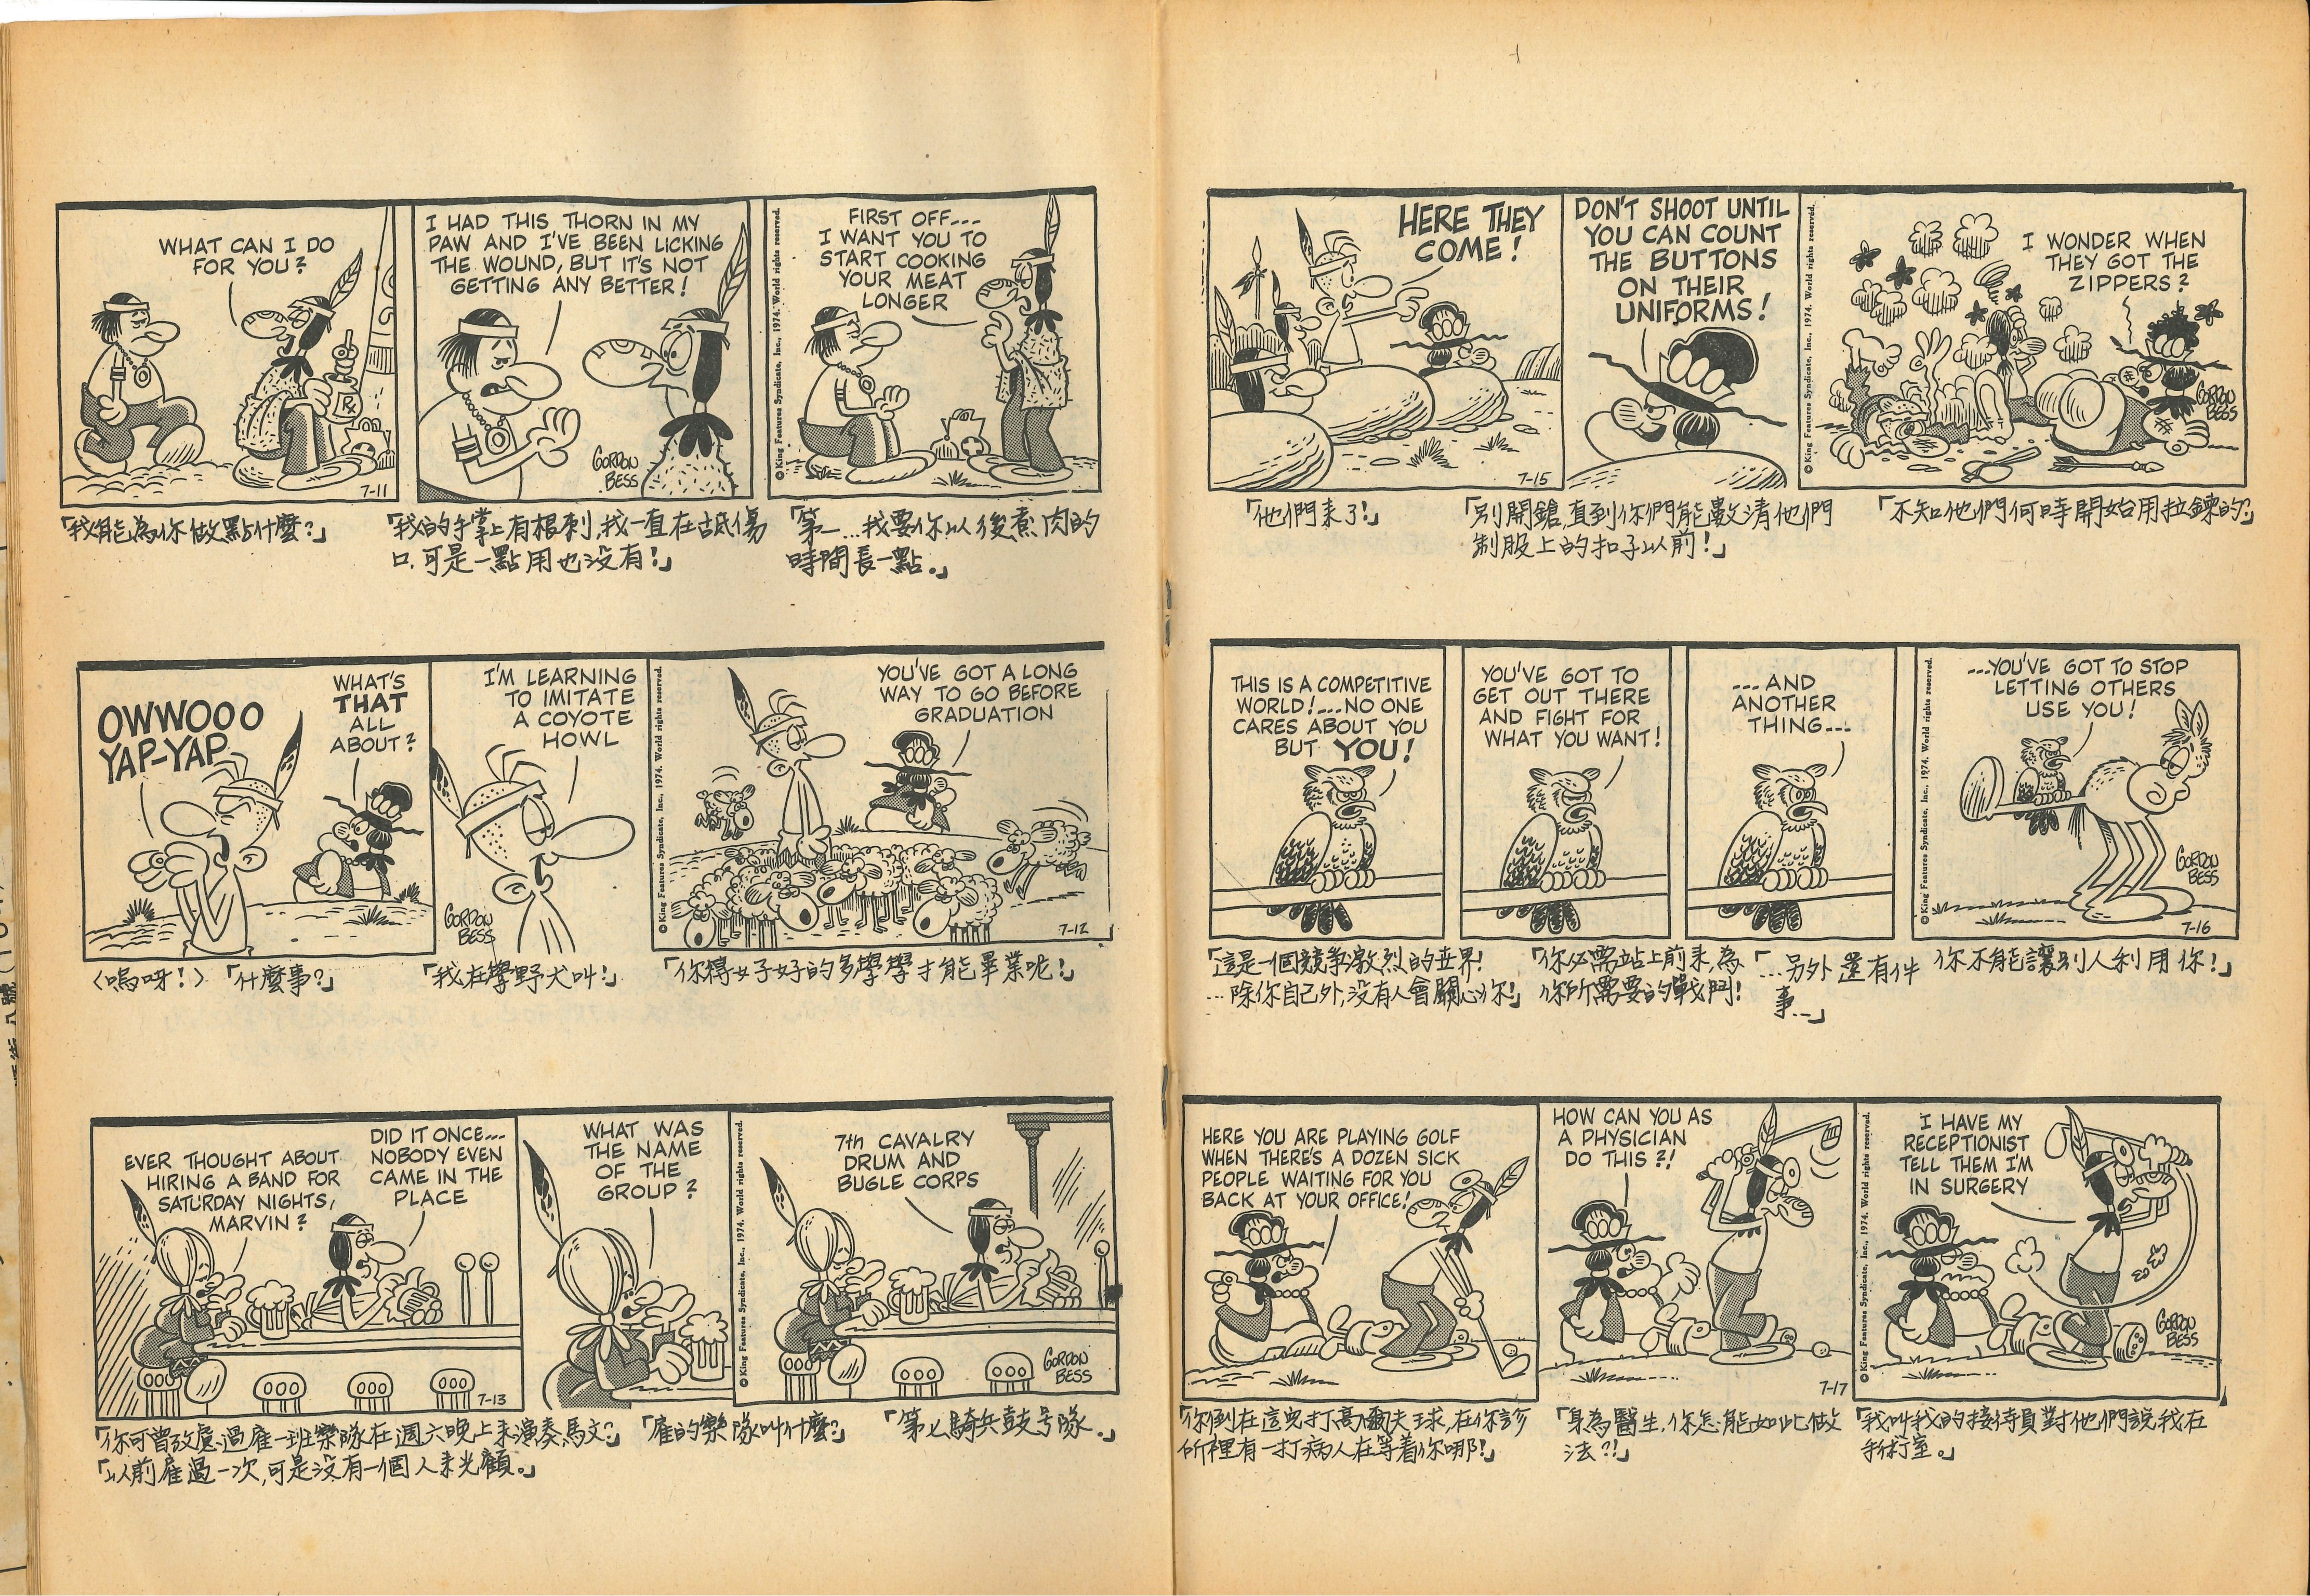 WHAT CAN I DO
FOR YOU?
7-11
I HAD THIS THORN IN MY
PAW AND I'VE BEEN LICKING
THE WOUND, BUT IT'S NOT
GETTING ANY BETTER!
GORDON
BESS
© King Features Syndicate, Inc., 1974. World rights reserved.
FIRST OFF---
I WANT YOU TO
START COOKING
YOUR MEAT
LONGER
「我能為你做點什麼?」
「我的手掌上有根刺,我一直在舐傷
口,可是一點用也沒有!」
「第一...我要你以後煮肉的
時間長一點。」
OWWOOO
YAP-YAP
WHAT'S
THAT
ALL
ABOUT?
I'M LEARNING
TO IMITATE
A COYOTE
HOWL
GORDON
BESS
© King Features Syndicate, Inc., 1974. World rights reserved.
YOU'VE GOT A LONG
WAY TO GO BEFORE
GRADUATION
7-12
〈嗚呀!〉「什麼事?」
「我在學野犬叫!」
「你得好好的多學學才能畢業呢!」
EVER THOUGHT ABOUT
HIRING A BAND FOR
SATURDAY NIGHTS,
MARVIN?
DID IT ONCE---
NOBODY EVEN
CAME IN THE
PLACE
7-13
WHAT WAS
THE NAME
OF THE
GROUP?
© King Features Syndicate, Inc., 1974. World rights reserved.
7th CAVALRY
DRUM AND
BUGLE CORPS
GORDON
BESS
「你可曾攷慮過雇一班樂隊在週六晚上來演奏,馬文?」
「以前雇過一次,可是沒有一個人來光顧。」
「雇的樂隊叫什麼?」
「第七騎兵鼓号隊。」
HERE THEY
COME!
7-15
DON'T SHOOT UNTIL
YOU CAN COUNT
THE BUTTONS
ON THEIR
UNIFORMS!
© King Features Syndicate, Inc., 1974. World rights reserved.
I WONDER WHEN
THEY GOT THE
ZIPPERS?
GORDON
BESS
「他們來了!」
「別開鎗,直到你們能數清他們
制服上的扣子以前!」
「不知他們何時開始用拉鍊的?」
THIS IS A COMPETITIVE
WORLD!---NO ONE
CARES ABOUT YOU
BUT YOU!
YOU'VE GOT TO
GET OUT THERE
AND FIGHT FOR
WHAT YOU WANT!
---AND
ANOTHER
THING---
© King Features Syndicate, Inc., 1974. World rights reserved.
---YOU'VE GOT TO STOP
LETTING OTHERS
USE YOU!
GORDON
BESS
7-16
「這是一個競爭激烈的世界!
...除你自己外,沒有人會關心你!」
「你必需站上前來,為
你所需要的戰鬥!
「...另外還有件
事...」
你不能讓別人利用你!」
HERE YOU ARE PLAYING GOLF
WHEN THERE'S A DOZEN SICK
PEOPLE WAITING FOR YOU
BACK AT YOUR OFFICE!
HOW CAN YOU AS
A PHYSICIAN
DO THIS?!
7-17
© King Features Syndicate, Inc., 1974. World rights reserved.
I HAVE MY
RECEPTIONIST
TELL THEM I'M
IN SURGERY
GORDON
BESS
「你倒在這兒打高爾夫球,在你診
所裡有一打病人在等着你哪!」
「身為醫生,你怎能如此做
法?!」
「我叫我的接待員對他們說我在
手術室。」